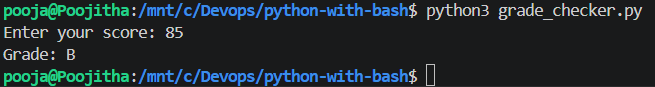 pooja@Poojitha:/mnt/c/Devops/python-with-bash$ python3 grade_checker.py
Enter your score: 85
Grade: B
pooja@Poojitha:/mnt/c/Devops/python-with-bash$